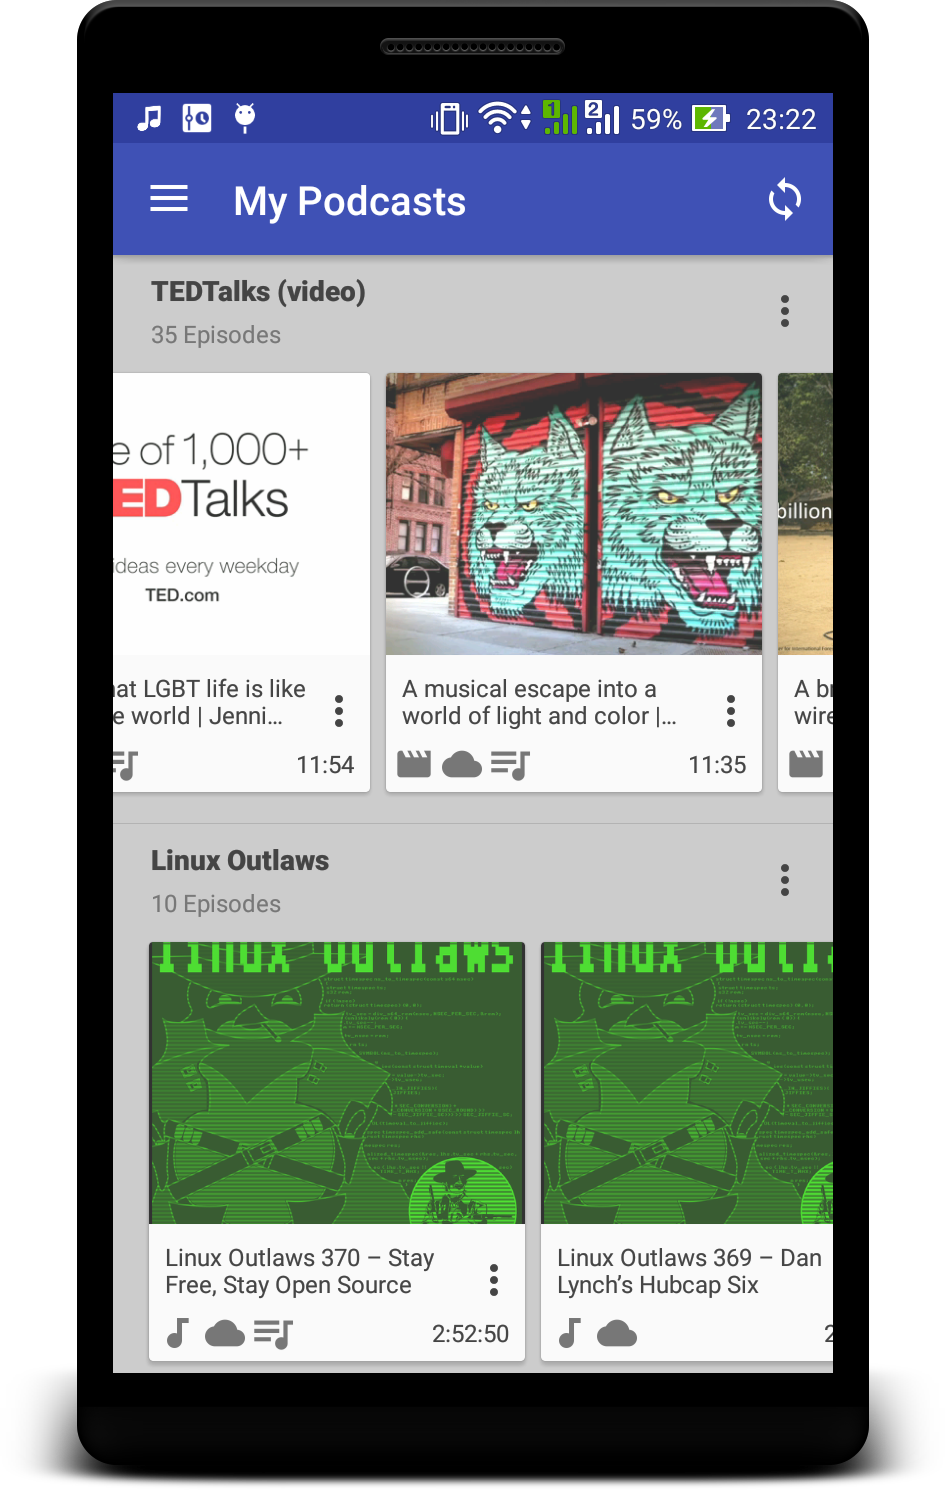 1 2 59% 23:22
My Podcasts
TEDTalks (video)
35 Episodes
e of 1,000+
EDTalks
ideas every weekday
TED.com
billion
at LGBT life is like
e world | Jenni…
11:54
A musical escape into a
world of light and color |…
11:35
A br
wire
Linux Outlaws
10 Episodes
Linux Outlaws
Linux Outl
Linux Outlaws 370 – Stay
Free, Stay Open Source
2:52:50
Linux Outlaws 369 – Dan
Lynch’s Hubcap Six
2